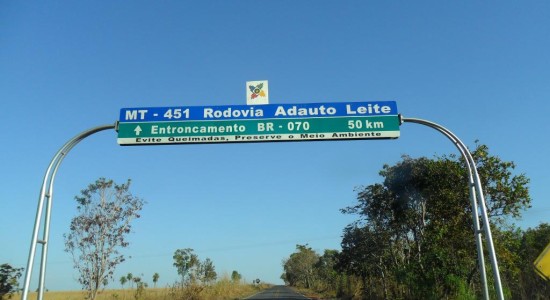 MT - 451 Rodovia Adauto Leite
Entroncamento BR - 070 50 km
Evite Queimadas, Preserve o Meio Ambiente